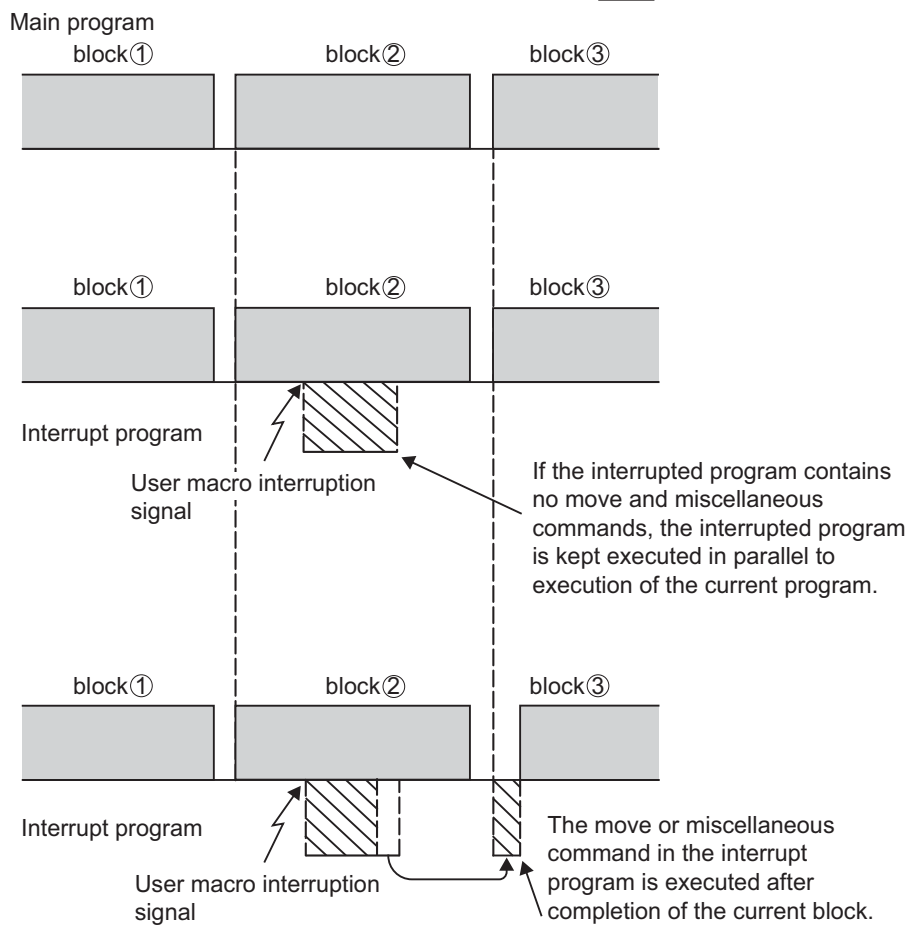 Main program
block① block② block③
block① block② block③
Interrupt program
User macro interruption
signal
If the interrupted program contains
no move and miscellaneous
commands, the interrupted program
is kept executed in parallel to
execution of the current program.
block① block② block③
Interrupt program
User macro interruption
signal
The move or miscellaneous
command in the interrupt
program is executed after
completion of the current block.